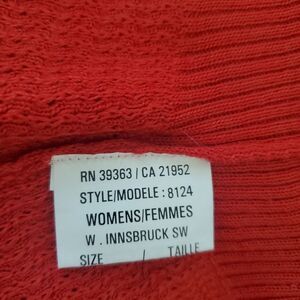 RN 39363 / CA 21952
STYLE/MODELE : 8124
WOMENS/FEMMES
W . INNSBRUCK SW
SIZE / TAILLE